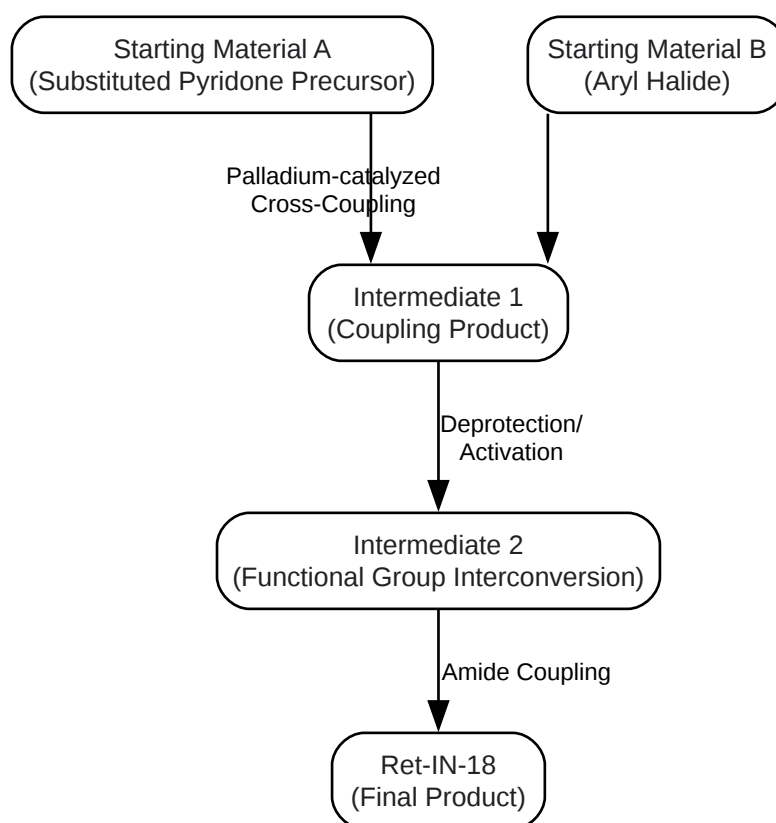 Starting Material A
(Substituted Pyridone Precursor)
Starting Material B
(Aryl Halide)
Palladium-catalyzed
Cross-Coupling
Intermediate 1
(Coupling Product)
Deprotection/
Activation
Intermediate 2
(Functional Group Interconversion)
Amide Coupling
Ret-IN-18
(Final Product)